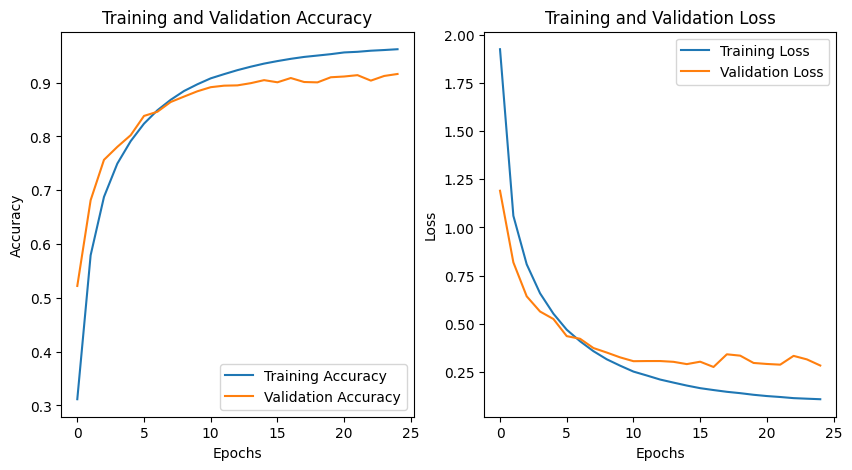 Training and Validation Accuracy
Accuracy
0.9
0.8
0.7
0.6
0.5
0.4
0.3
0
5
10
15
20
25
Epochs
Training Accuracy
Validation Accuracy
Training and Validation Loss
Loss
2.00
1.75
1.50
1.25
1.00
0.75
0.50
0.25
0
5
10
15
20
25
Epochs
Training Loss
Validation Loss